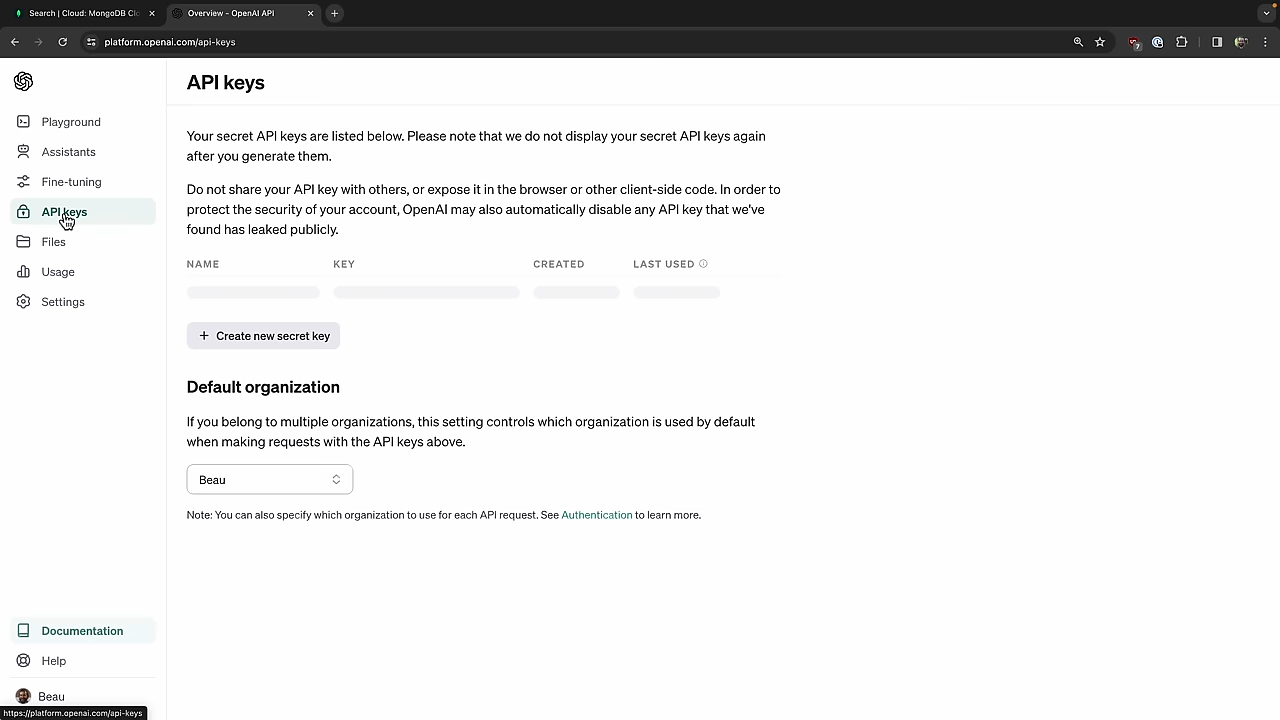 Search | Cloud: MongoDB Clo
Overview - OpenAI API
platform.openai.com/api-keys
7
API keys
Playground
Assistants
Fine-tuning
API keys
Files
Usage
Settings
Your secret API keys are listed below. Please note that we do not display your secret API keys again
after you generate them.
Do not share your API key with others, or expose it in the browser or other client-side code. In order to
protect the security of your account, OpenAI may also automatically disable any API key that we've
found has leaked publicly.
NAME KEY CREATED LAST USED
+ Create new secret key
Default organization
If you belong to multiple organizations, this setting controls which organization is used by default
when making requests with the API keys above.
Beau
Note: You can also specify which organization to use for each API request. See Authentication to learn more.
Documentation
Help
Beau
https://platform.openai.com/api-keys